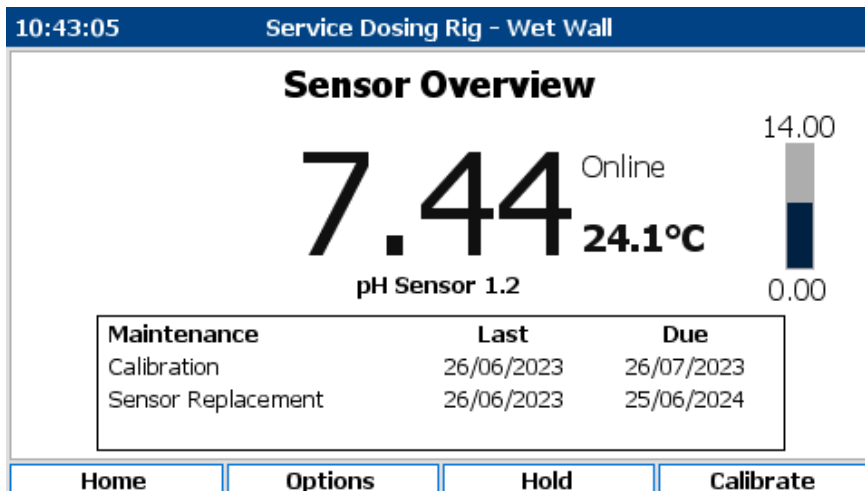 10:43:05 Service Dosing Rig - Wet Wall
Sensor Overview
14.00
7.44 Online
24.1°C
pH Sensor 1.2
0.00
Maintenance Last Due
Calibration 26/06/2023 26/07/2023
Sensor Replacement 26/06/2023 25/06/2024
Home Options Hold Calibrate